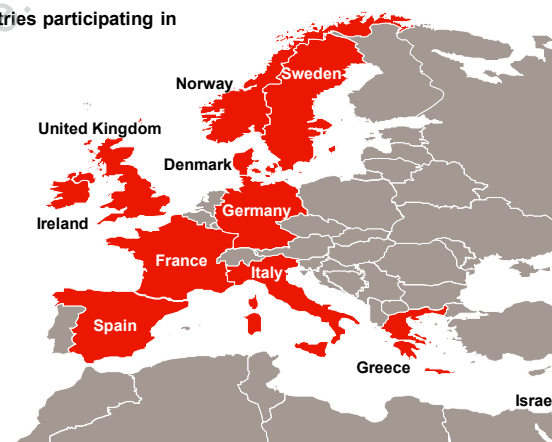 tries participating in
Sweden
Norway
United Kingdom
Denmark
Ireland
Germany
France
Italy
Spain
Greece
Israe